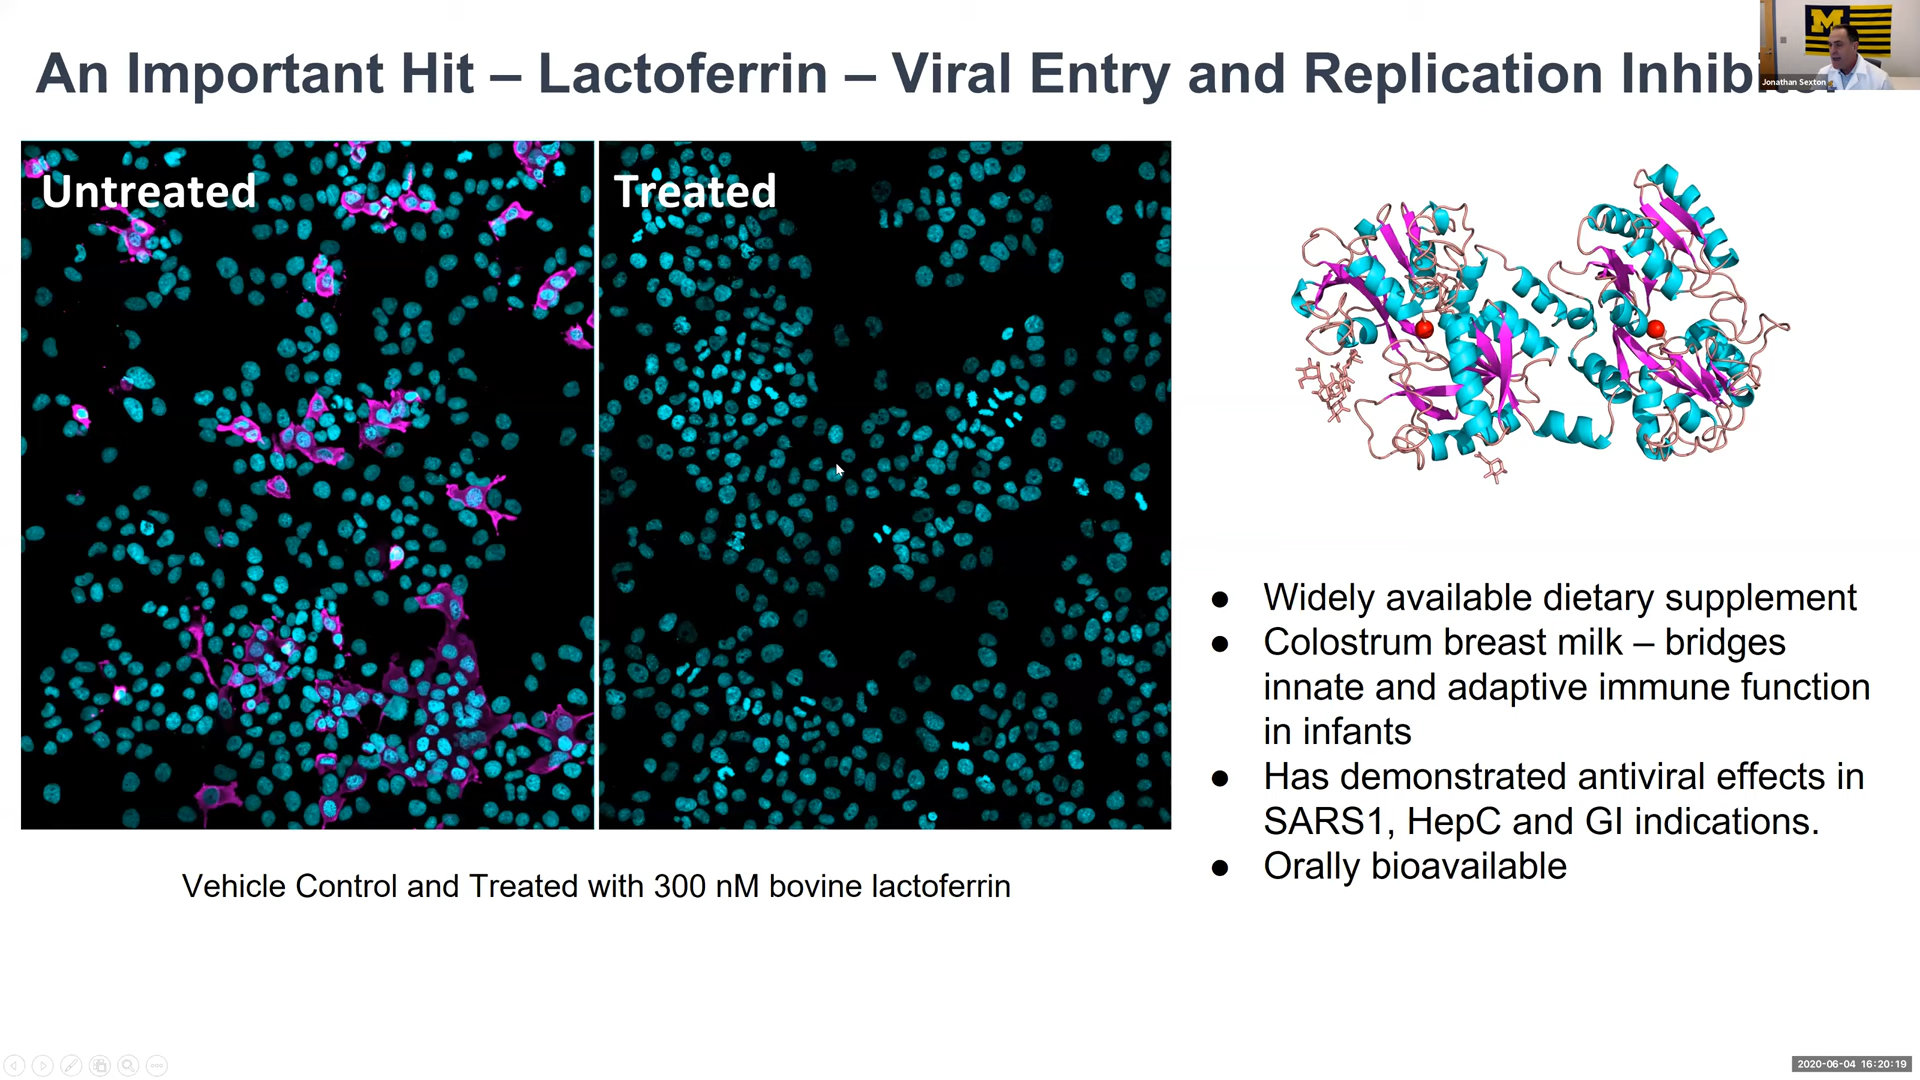 An Important Hit – Lactoferrin – Viral Entry and Replication
M
Jonathan Sexton
Untreated
Treated
● Widely available dietary supplement
● Colostrum breast milk – bridges
innate and adaptive immune function
in infants
● Has demonstrated antiviral effects in
SARS1, HepC and GI indications.
● Orally bioavailable
Vehicle Control and Treated with 300 nM bovine lactoferrin
2020-06-04 16:20:19